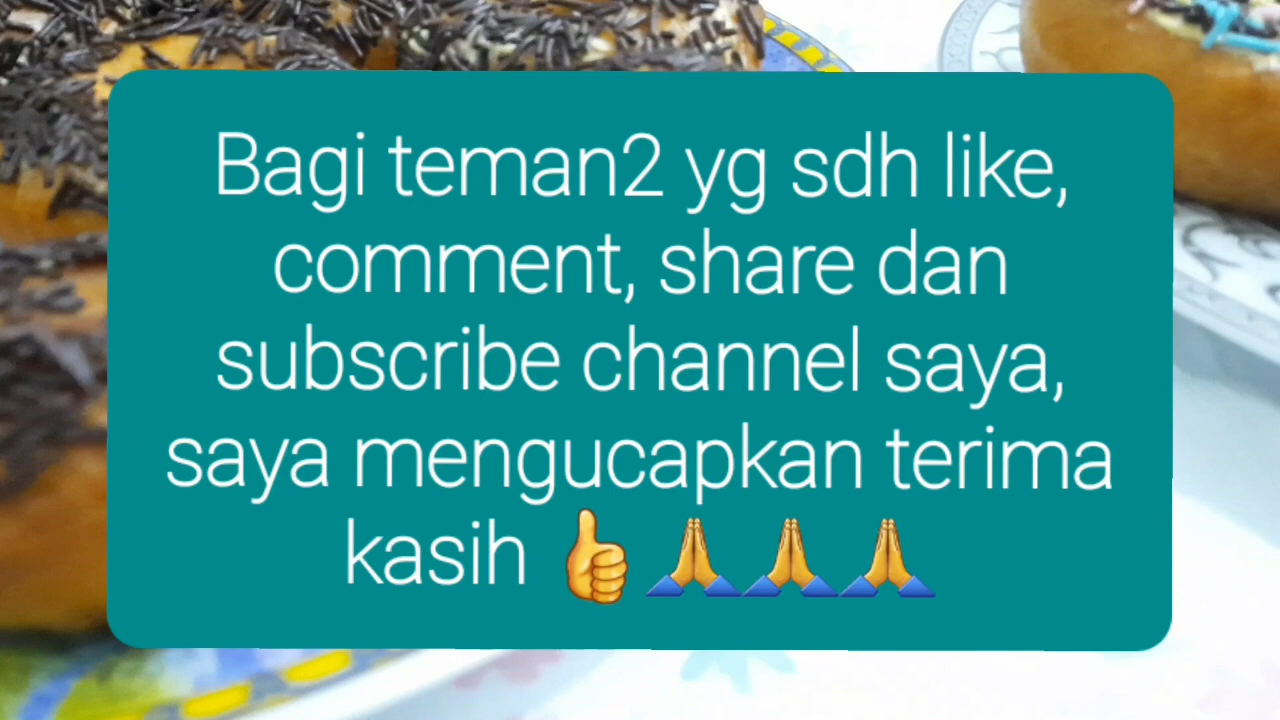 Bagi teman2 yg sdh like,
comment, share dan
subscribe channel saya,
saya mengucapkan terima
kasih 👍🙏🙏🙏